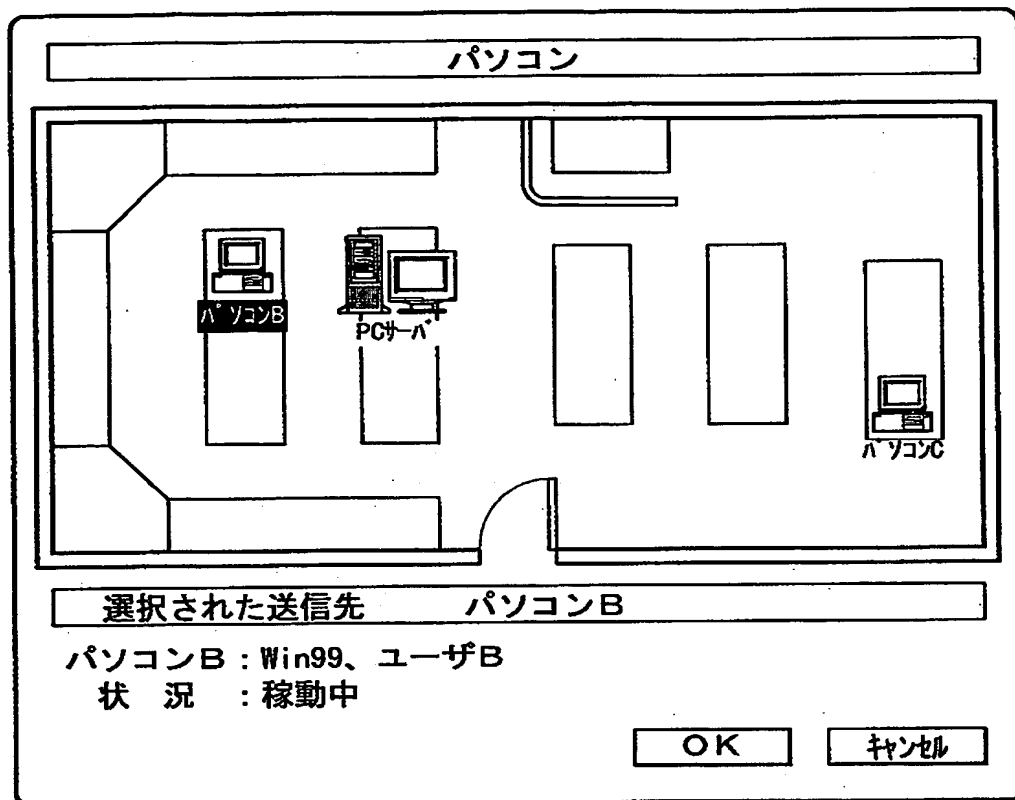 パソコン
パソコンB
PCサーバ
パソコンC
選択された送信先 パソコンB
パソコンB：Win99、ユーザB
状 況 ：稼動中
OK キャンセル